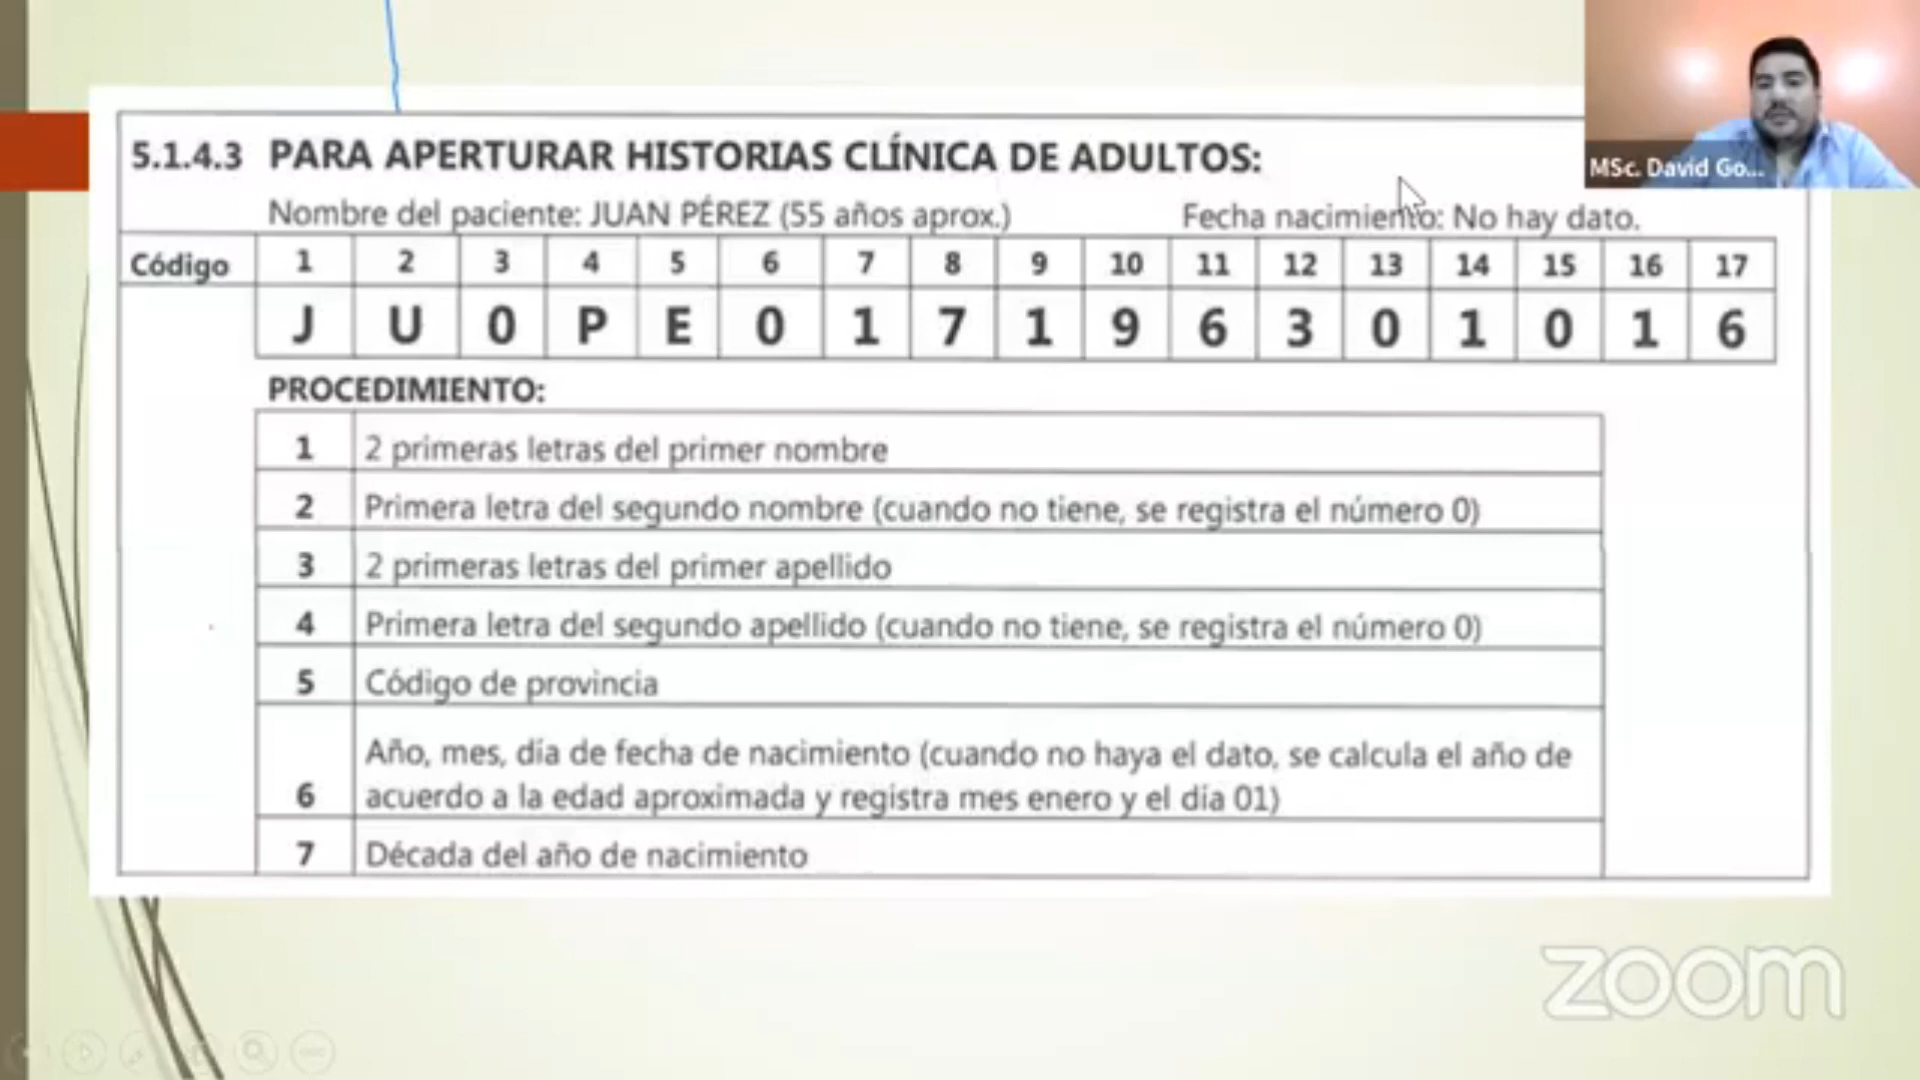 5.1.4.3 PARA APERTURAR HISTORIAS CLÍNICA DE ADULTOS:
Nombre del paciente: JUAN PÉREZ (55 años aprox.) Fecha nacimiento: No hay dato.
Código 1 2 3 4 5 6 7 8 9 10 11 12 13 14 15 16 17
J U 0 P E 0 1 7 1 9 6 3 0 1 0 1 6
PROCEDIMIENTO:
1 2 primeras letras del primer nombre
2 Primera letra del segundo nombre (cuando no tiene, se registra el número 0)
3 2 primeras letras del primer apellido
4 Primera letra del segundo apellido (cuando no tiene, se registra el número 0)
5 Código de provincia
Año, mes, día de fecha de nacimiento (cuando no haya el dato, se calcula el año de
6 acuerdo a la edad aproximada y registra mes enero y el día 01)
7 Década del año de nacimiento
MSc. David Go...
zoom